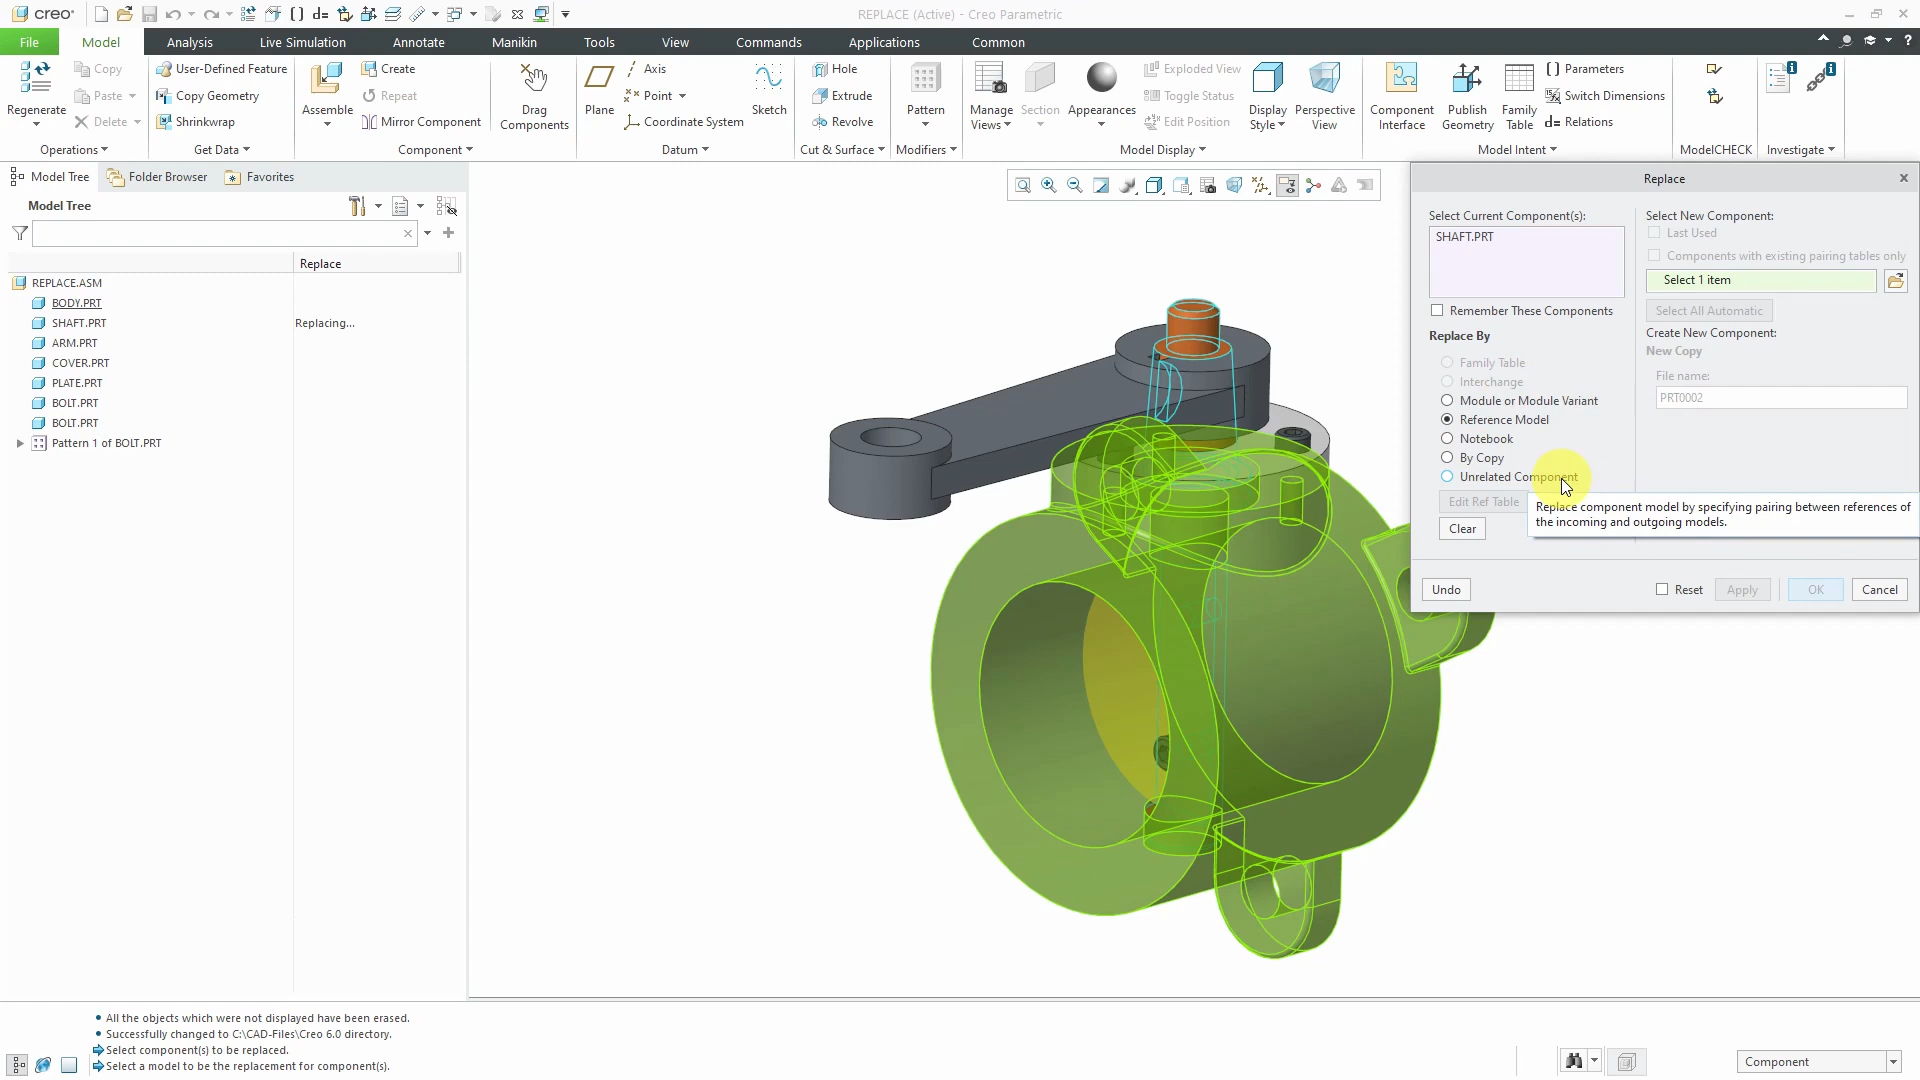 creo
REPLACE (Active) - Creo Parametric
File
Model
Analysis
Live Simulation
Annotate
Manikin
Tools
View
Commands
Applications
Common
Regenerate
Copy
Paste
Delete
Operations
User-Defined Feature
Copy Geometry
Shrinkwrap
Get Data
Assemble
Create
Repeat
Mirror Component
Component
Drag
Components
Plane
Axis
Point
Coordinate System
Sketch
Datum
Hole
Extrude
Revolve
Cut & Surface
Pattern
Modifiers
Manage
Views
Section
Appearances
Exploded View
Toggle Status
Edit Position
Display
Style
Perspective
View
Model Display
Component
Interface
Publish
Geometry
Family
Table
Parameters
Switch Dimensions
d= Relations
Model Intent
ModelCHECK
Investigate
Model Tree
Folder Browser
Favorites
Model Tree
Replace
REPLACE.ASM
BODY.PRT
SHAFT.PRT
Replacing...
ARM.PRT
COVER.PRT
PLATE.PRT
BOLT.PRT
BOLT.PRT
Pattern 1 of BOLT.PRT
Replace
Select Current Component(s):
SHAFT.PRT
Remember These Components
Replace By
Family Table
Interchange
Module or Module Variant
Reference Model
Notebook
By Copy
Unrelated Component
Edit Ref Table
Clear
Select New Component:
Last Used
Components with existing pairing tables only
Select 1 item
Select All Automatic
Create New Component:
New Copy
File name:
PRT0002
Replace component model by specifying pairing between references of
the incoming and outgoing models.
Undo
Reset
Apply
OK
Cancel
All the objects which were not displayed have been erased.
Successfully changed to C:\CAD-Files\Creo 6.0 directory.
Select component(s) to be replaced.
Select a model to be the replacement for component(s).
Component